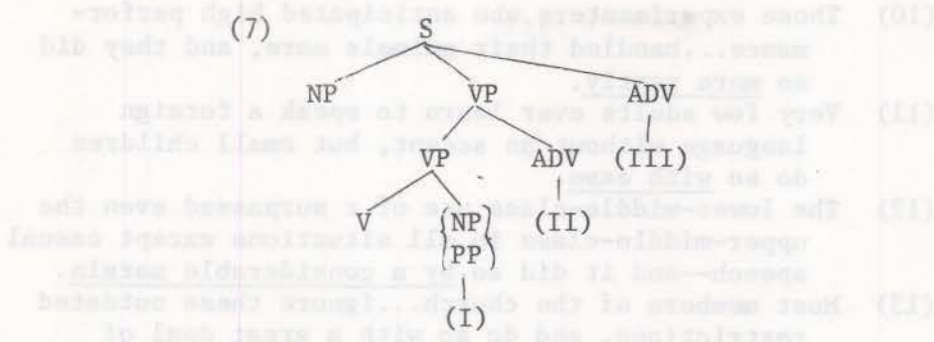 (7) S
NP VP ADV
VP ADV (III)
V {NP} (II)
{PP}
(I)
(10) Those experimenters who anticipated high perfor-
mance...handled their animals more, and they did
so more
(11) Very few adults ever learn to speak a foreign
language without an accent, but small children
do so with ease.
(12) The lower-middle-class use of r surpassed even the
upper-middle-class in all situations except casual
speech--and it did so by a considerable margin.
(13) Most members of the church...ignore these outdated
restrictions, and do so with a great deal of